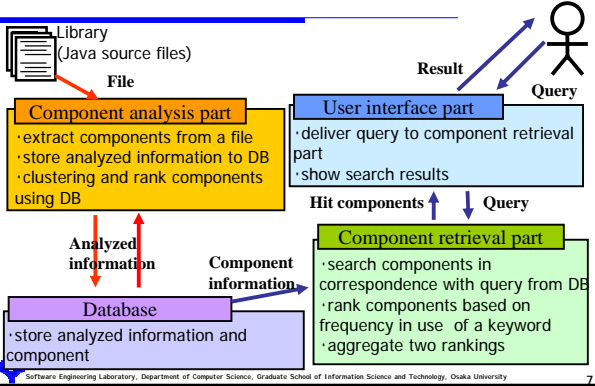 Library
(Java source files)
File
Result
Query
Component analysis part
·extract components from a file
·store analyzed information to DB
·clustering and rank components
using DB
User interface part
·deliver query to component retrieval
part
·show search results
Hit components
Query
Analyzed
information
Component
information
Component retrieval part
·search components in
correspondence with query from DB
·rank components based on
frequency in use of a keyword
·aggregate two rankings
Database
·store analyzed information and
component
Software Engineering Laboratory, Department of Computer Science, Graduate School of Information Science and Technology, Osaka University
7